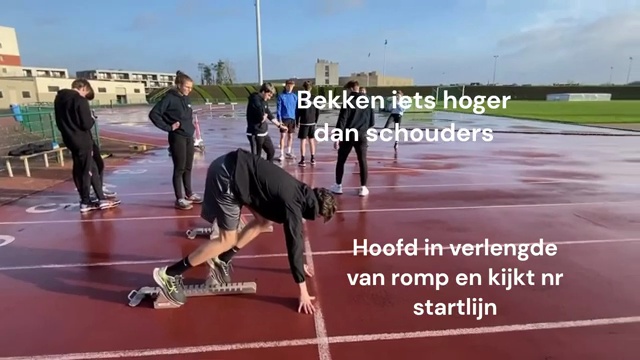 Bekken iets hoger
dan schouders
Hoofd in verlengde
van romp en kijkt nr
startlijn